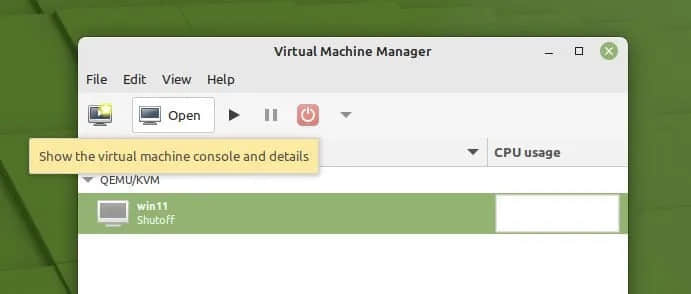 Virtual Machine Manager
File Edit View Help
Open
Show the virtual machine console and details
CPU usage
QEMU/KVM
win11
Shutoff